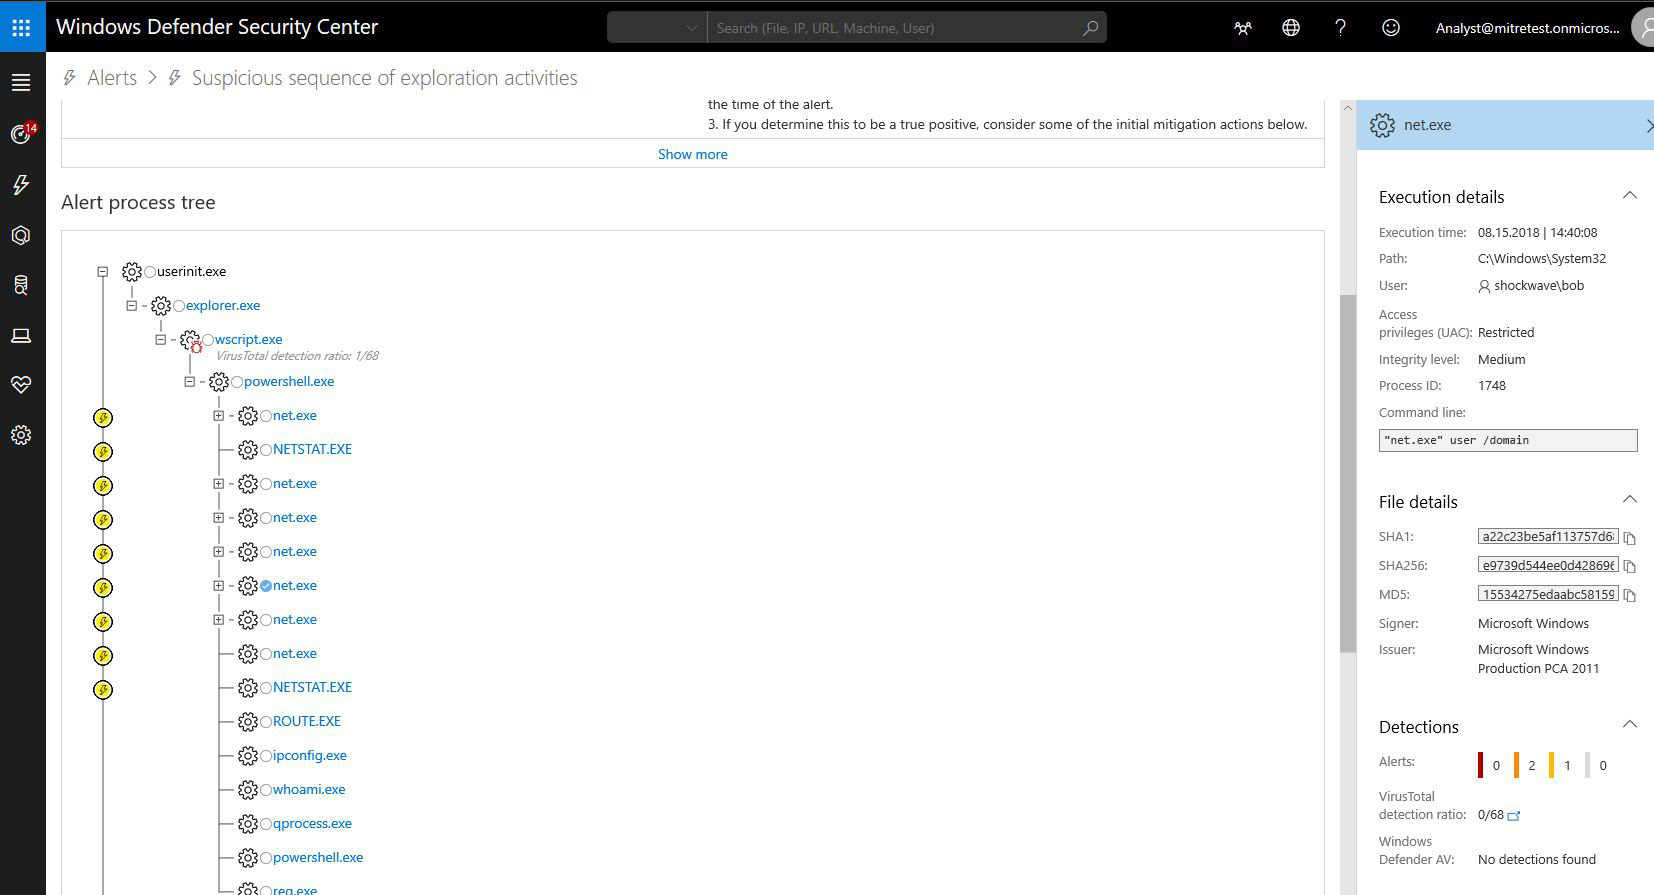 Windows Defender Security Center
Search (File, IP, URL, Machine, User)
Analyst@mitretest.onmicros...
14
Alerts > Suspicious sequence of exploration activities
the time of the alert.
3. If you determine this to be a true positive, consider some of the initial mitigation actions below.
Show more
Alert process tree
userinit.exe
explorer.exe
wscript.exe
VirusTotal detection ratio: 1/68
powershell.exe
net.exe
NETSTAT.EXE
net.exe
net.exe
net.exe
net.exe
net.exe
net.exe
NETSTAT.EXE
ROUTE.EXE
ipconfig.exe
whoami.exe
qprocess.exe
powershell.exe
reg.exe
net.exe
Execution details
Execution time: 08.15.2018 | 14:40:08
Path: C:\Windows\System32
User: shockwave\bob
Access
privileges (UAC): Restricted
Integrity level: Medium
Process ID: 1748
Command line:
"net.exe" user /domain
File details
SHA1: a22c23be5af113757d6
SHA256: e9739d544ee0d428696
MD5: 15534275edaabc58159
Signer: Microsoft Windows
Issuer: Microsoft Windows
Production PCA 2011
Detections
Alerts: 0 2 1 0
VirusTotal
detection ratio: 0/68
Windows
Defender AV: No detections found